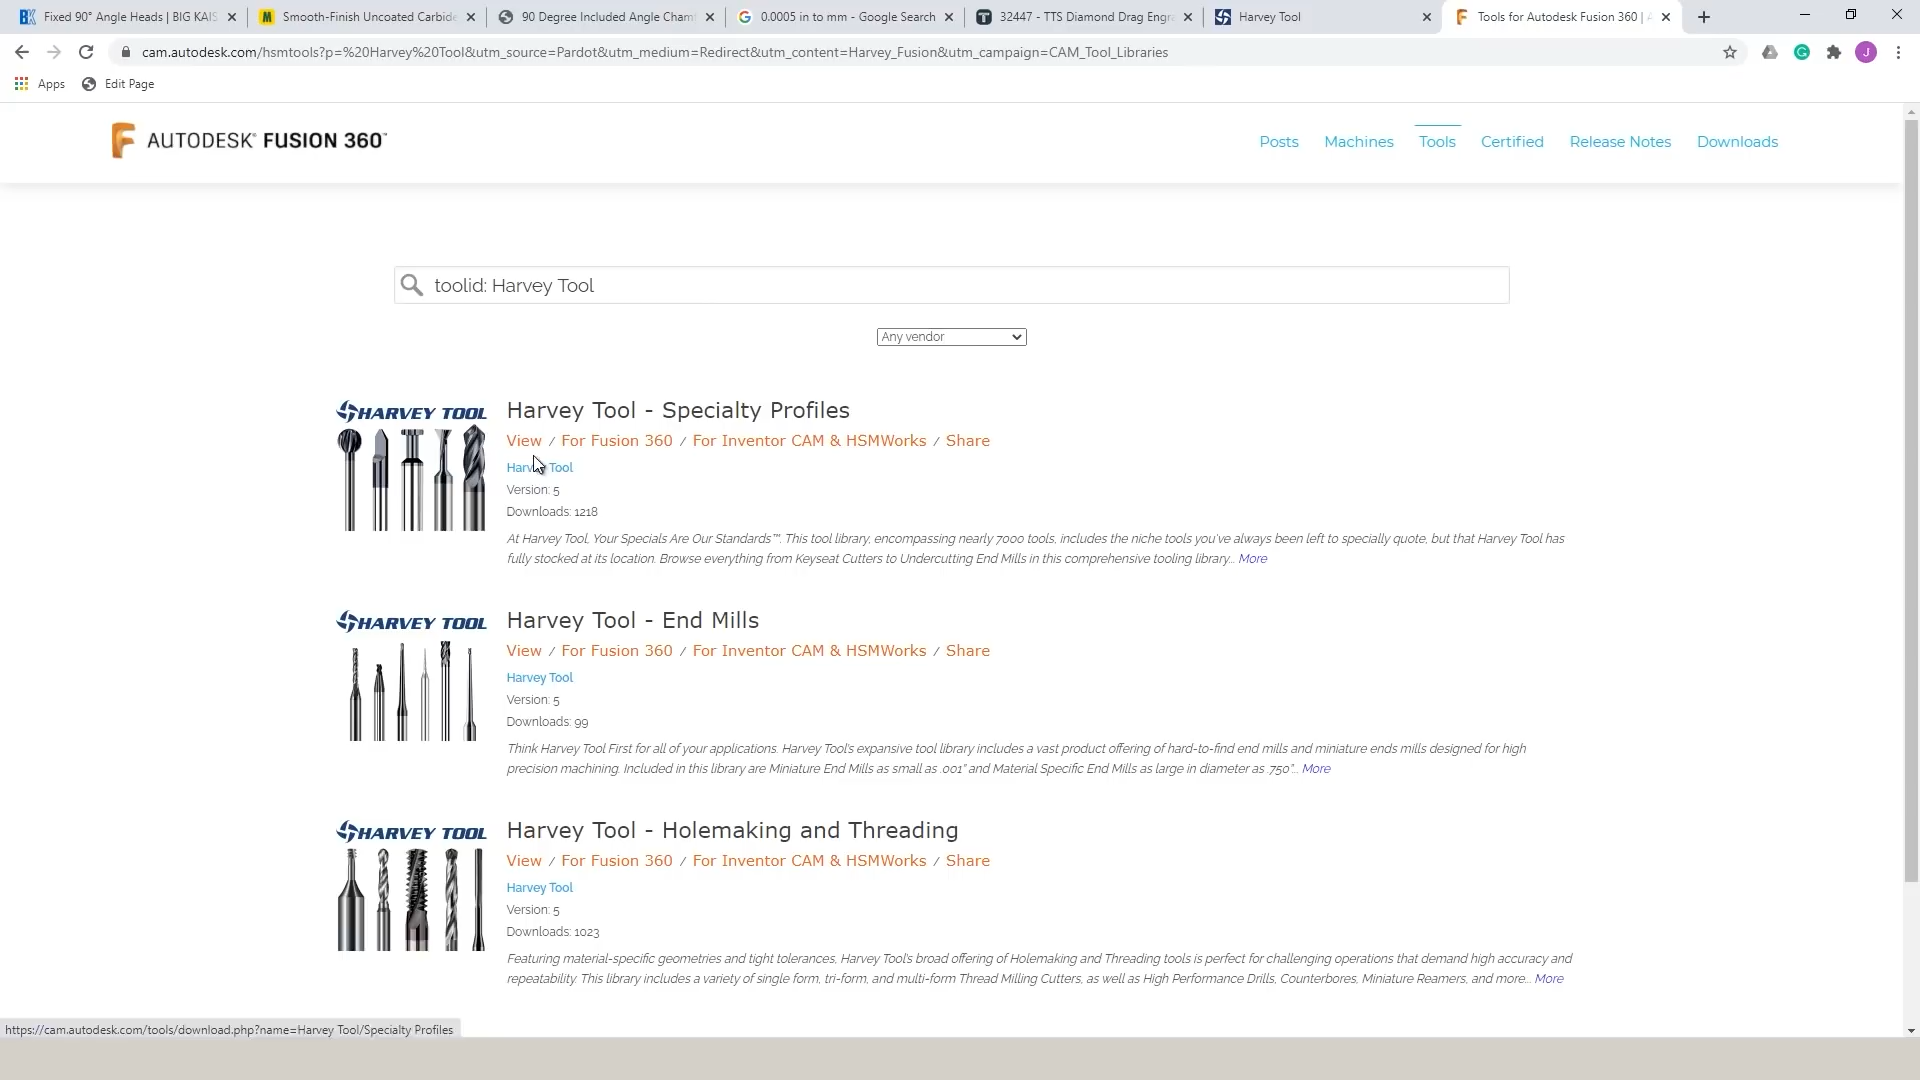 Fixed 90° Angle Heads | BIG KAIS
Smooth-Finish Uncoated Carbide
90 Degree Included Angle Cham
0.0005 in to mm - Google Search
32447 - TTS Diamond Drag Engra
Harvey Tool
Tools for Autodesk Fusion 360 |
cam.autodesk.com/hsmtools?p=%20Harvey%20Tool&utm_source=Pardot&utm_medium=Redirect&utm_content=Harvey_Fusion&utm_campaign=CAM_Tool_Libraries
J
Apps
Edit Page
AUTODESK® FUSION 360™
Posts
Machines
Tools
Certified
Release Notes
Downloads
toolid: Harvey Tool
Any vendor
HARVEY TOOL
Harvey Tool - Specialty Profiles
View / For Fusion 360 / For Inventor CAM & HSMWorks / Share
Harvey Tool
Version: 5
Downloads: 1218
At Harvey Tool, Your Specials Are Our Standards™. This tool library, encompassing nearly 7000 tools, includes the niche tools you've always been left to specially quote, but that Harvey Tool has
fully stocked at its location. Browse everything from Keyseat Cutters to Undercutting End Mills in this comprehensive tooling library... More
HARVEY TOOL
Harvey Tool - End Mills
View / For Fusion 360 / For Inventor CAM & HSMWorks / Share
Harvey Tool
Version: 5
Downloads: 99
Think Harvey Tool First for all of your applications. Harvey Tool's expansive tool library includes a vast product offering of hard-to-find end mills and miniature ends mills designed for high
precision machining. Included in this library are Miniature End Mills as small as .001" and Material Specific End Mills as large in diameter as .750"... More
HARVEY TOOL
Harvey Tool - Holemaking and Threading
View / For Fusion 360 / For Inventor CAM & HSMWorks / Share
Harvey Tool
Version: 5
Downloads: 1023
Featuring material-specific geometries and tight tolerances, Harvey Tool's broad offering of Holemaking and Threading tools is perfect for challenging operations that demand high accuracy and
repeatability. This library includes a variety of single form, tri-form, and multi-form Thread Milling Cutters, as well as High Performance Drills, Counterbores, Miniature Reamers, and more... More
https://cam.autodesk.com/tools/download.php?name=Harvey Tool/Specialty Profiles